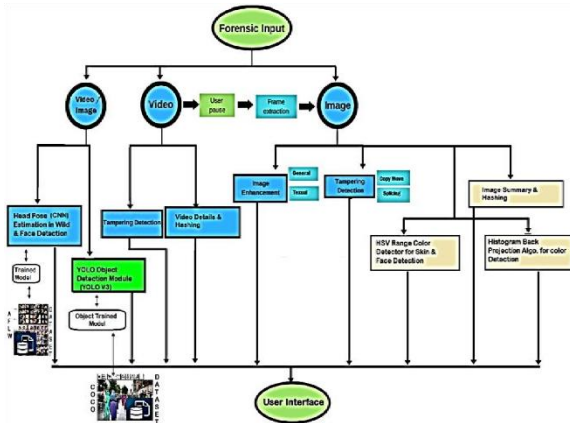 Forensic Input
Video /
Image
Video
User
pause
Frame
extraction
Image
Image
Enhancement
General
Texual
Tampering
Detection
Copy Move
Image Summary &
Hashing
Head Pose (CNN)
Estimation in Wild
& Face Detection
Tampering Detection
Video Details &
Hashing
HSV Range Color
Detector for Skin &
Face Detection
Histogram Back
Projection Algo. for color
Detection
Trained
Model
YOLO Object
Detection Module
(YOLO V3)
Object Trained
Model
AFLW
DATASET
COCO
DATASET
User Interface